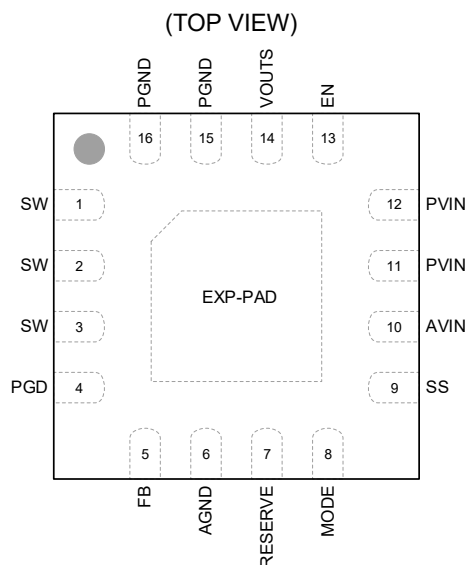 (TOP VIEW)
PGND
PGND
VOUTS
EN
16
15
14
13
SW
1
12
PVIN
SW
2
11
PVIN
EXP-PAD
SW
3
10
AVIN
PGD
4
9
SS
5
6
7
8
FB
AGND
RESERVE
MODE